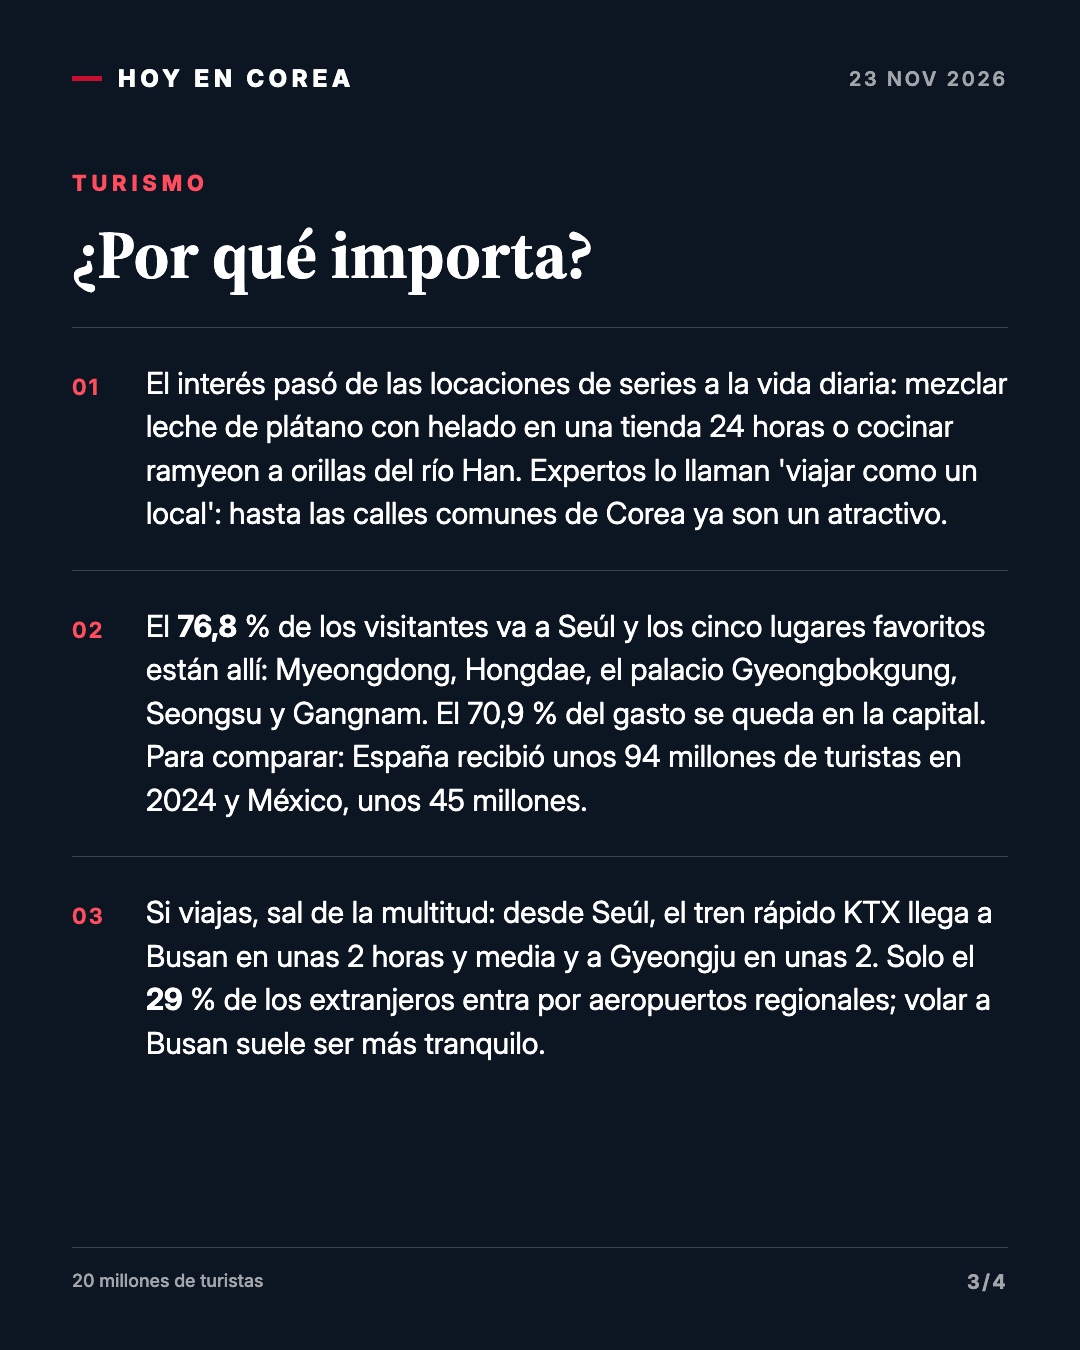 HOY EN COREA
23 NOV 2026
TURISMO
¿Por qué importa?
01
El interés pasó de las locaciones de series a la vida diaria: mezclar
leche de plátano con helado en una tienda 24 horas o cocinar
ramyeon a orillas del río Han. Expertos lo llaman 'viajar como un
local': hasta las calles comunes de Corea ya son un atractivo.
02
El 76,8 % de los visitantes va a Seúl y los cinco lugares favoritos
están allí: Myeongdong, Hongdae, el palacio Gyeongbokgung,
Seongsu y Gangnam. El 70,9 % del gasto se queda en la capital.
Para comparar: España recibió unos 94 millones de turistas en
2024 y México, unos 45 millones.
03
Si viajas, sal de la multitud: desde Seúl, el tren rápido KTX llega a
Busan en unas 2 horas y media y a Gyeongju en unas 2. Solo el
29 % de los extranjeros entra por aeropuertos regionales; volar a
Busan suele ser más tranquilo.
20 millones de turistas
3/4